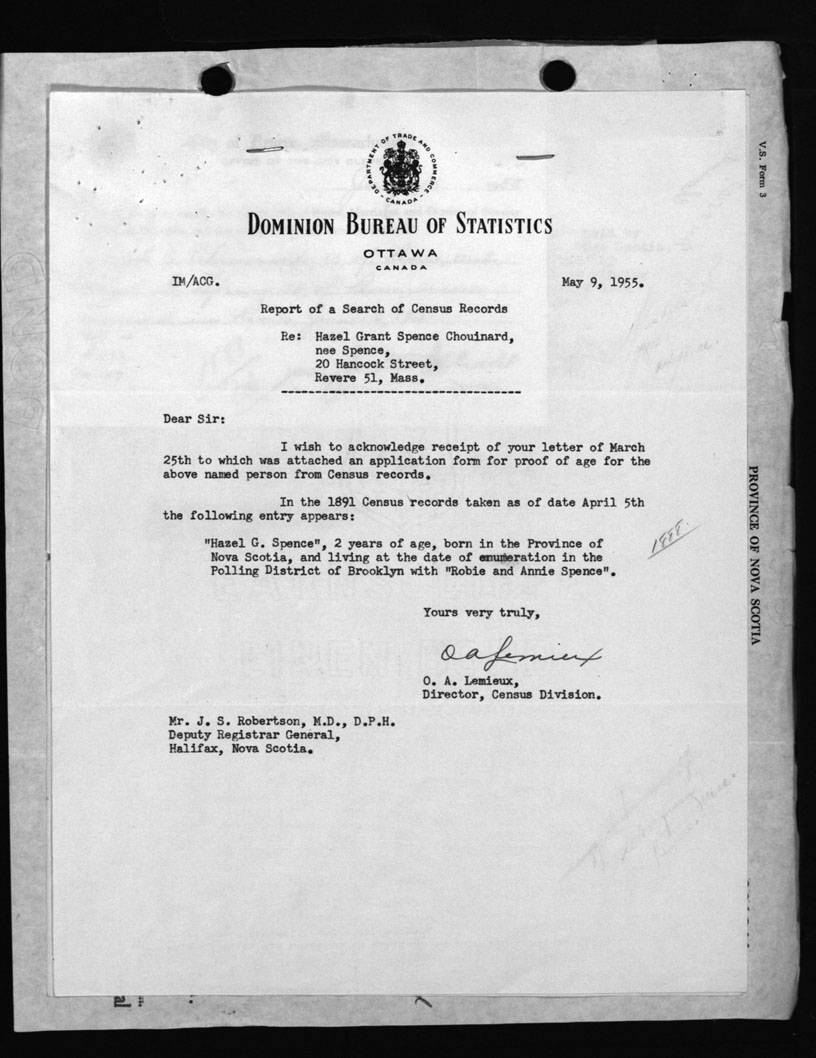 DEPARTMENT OF TRADE AND COMMERCE
- CANADA -
DOMINION BUREAU OF STATISTICS
OTTAWA
CANADA
IM/ACG.
May 9, 1955.
Report of a Search of Census Records
Re: Hazel Grant Spence Chouinard,
nee Spence,
20 Hancock Street,
Revere 51, Mass.
Dear Sir:
I wish to acknowledge receipt of your letter of March
25th to which was attached an application form for proof of age for the
above named person from Census records.
In the 1891 Census records taken as of date April 5th
the following entry appears:
"Hazel G. Spence", 2 years of age, born in the Province of
Nova Scotia, and living at the date of enumeration in the
Polling District of Brooklyn with "Robie and Annie Spence".
1888.
Yours very truly,
O A Lemieux
O. A. Lemieux,
Director, Census Division.
Mr. J. S. Robertson, M.D., D.P.H.
Deputy Registrar General,
Halifax, Nova Scotia.
V.S. Form 3
PROVINCE OF NOVA SCOTIA